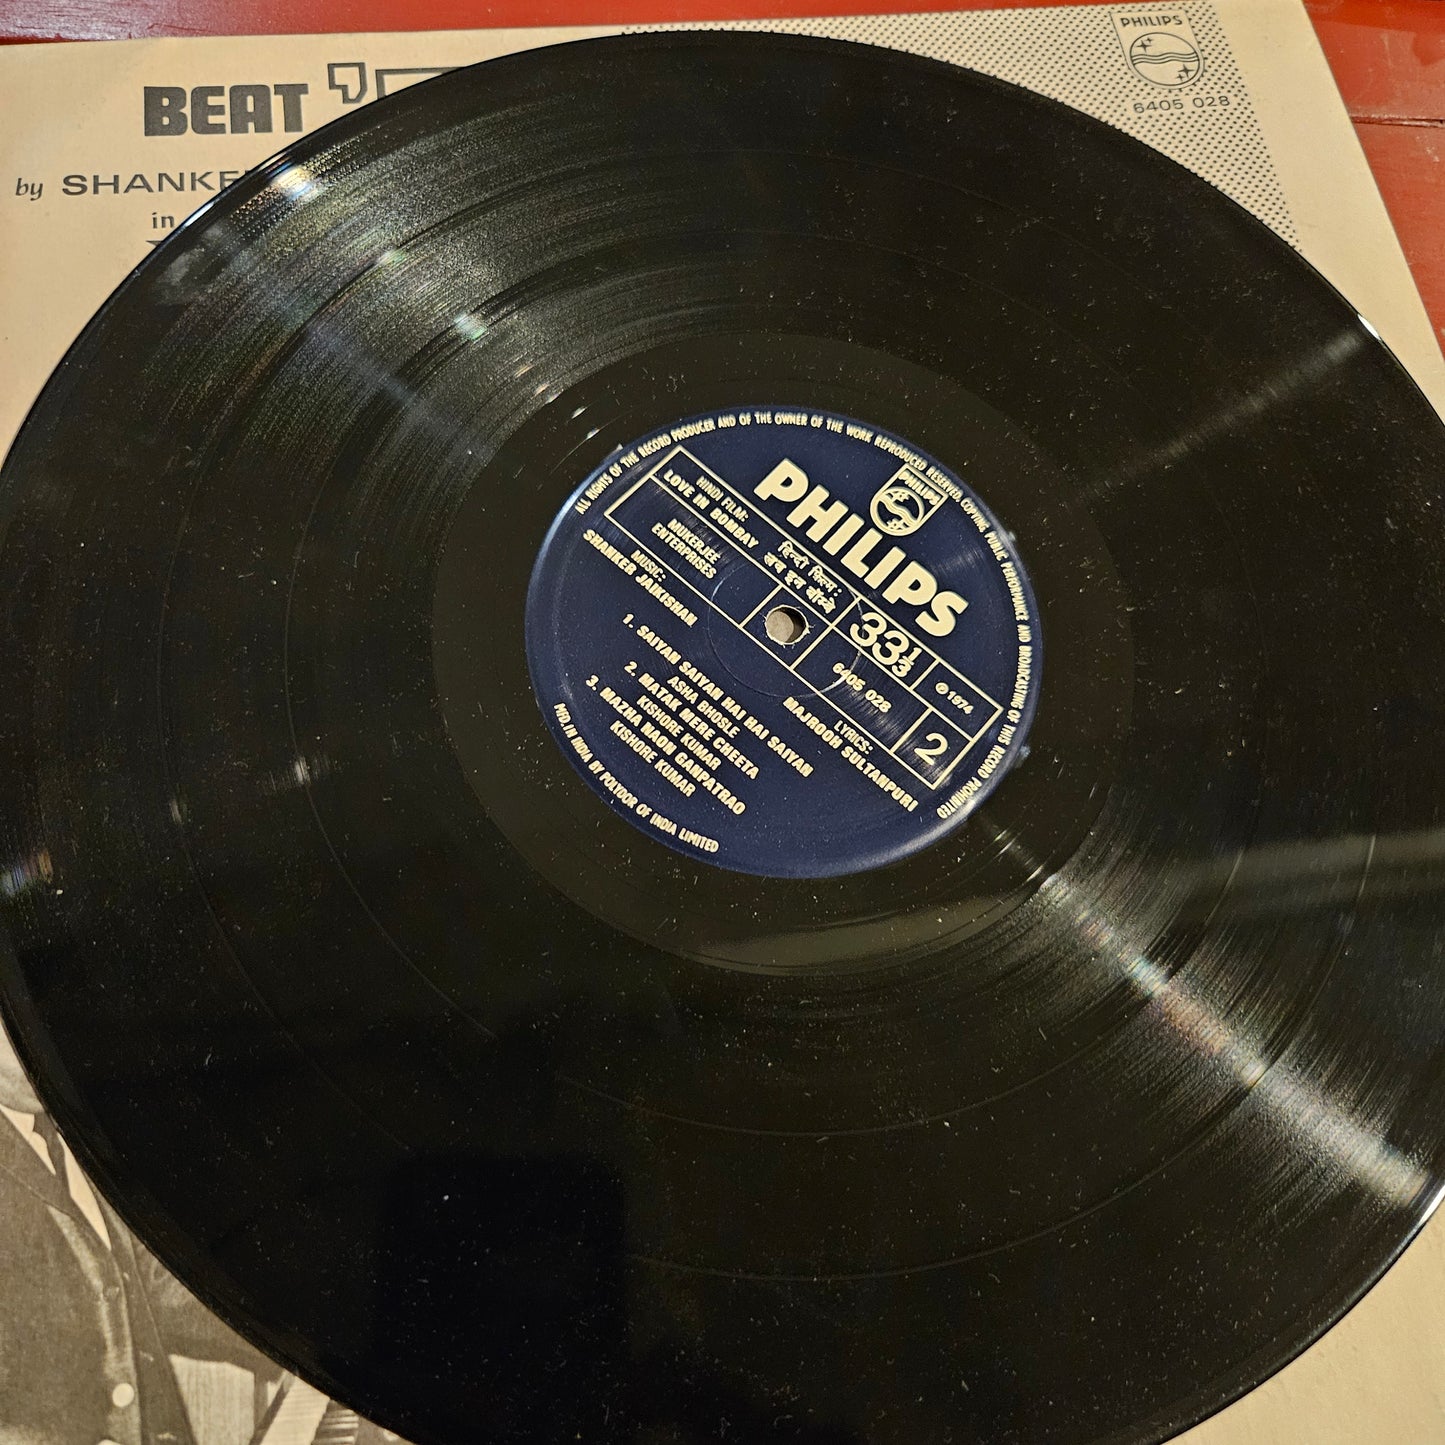 BEAT '7
by SHANKE
in
PHILIPS
6405 028
ALL RIGHTS OF THE RECORD PRODUCER AND OF THE OWNER OF THE WORK REPRODUCED RESERVED. COPYING, PUBLIC PERFORMANCE AND BROADCASTING OF THIS RECORD PROHIBITED
PHILIPS
PHILIPS
HINDI FILM:
LOVE IN BOMBAY
MUKERJEE
ENTERPRISES
हिन्दी फिल्म:
लव इन बॉम्बे
33⅓
℗ 1974
MUSIC:
SHANKER JAIKISHAN
6405 028
2
LYRICS:
MAJROOH SULTANPURI
1. SAIYAN SAIYAN HAI HAI SAIYAN
ASHA BHOSLE
2. MATAK MERE CHEETA
KISHORE KUMAR
3. MAZHA NAON GANPATRAO
KISHORE KUMAR
MFD. IN INDIA BY POLYDOR OF INDIA LIMITED